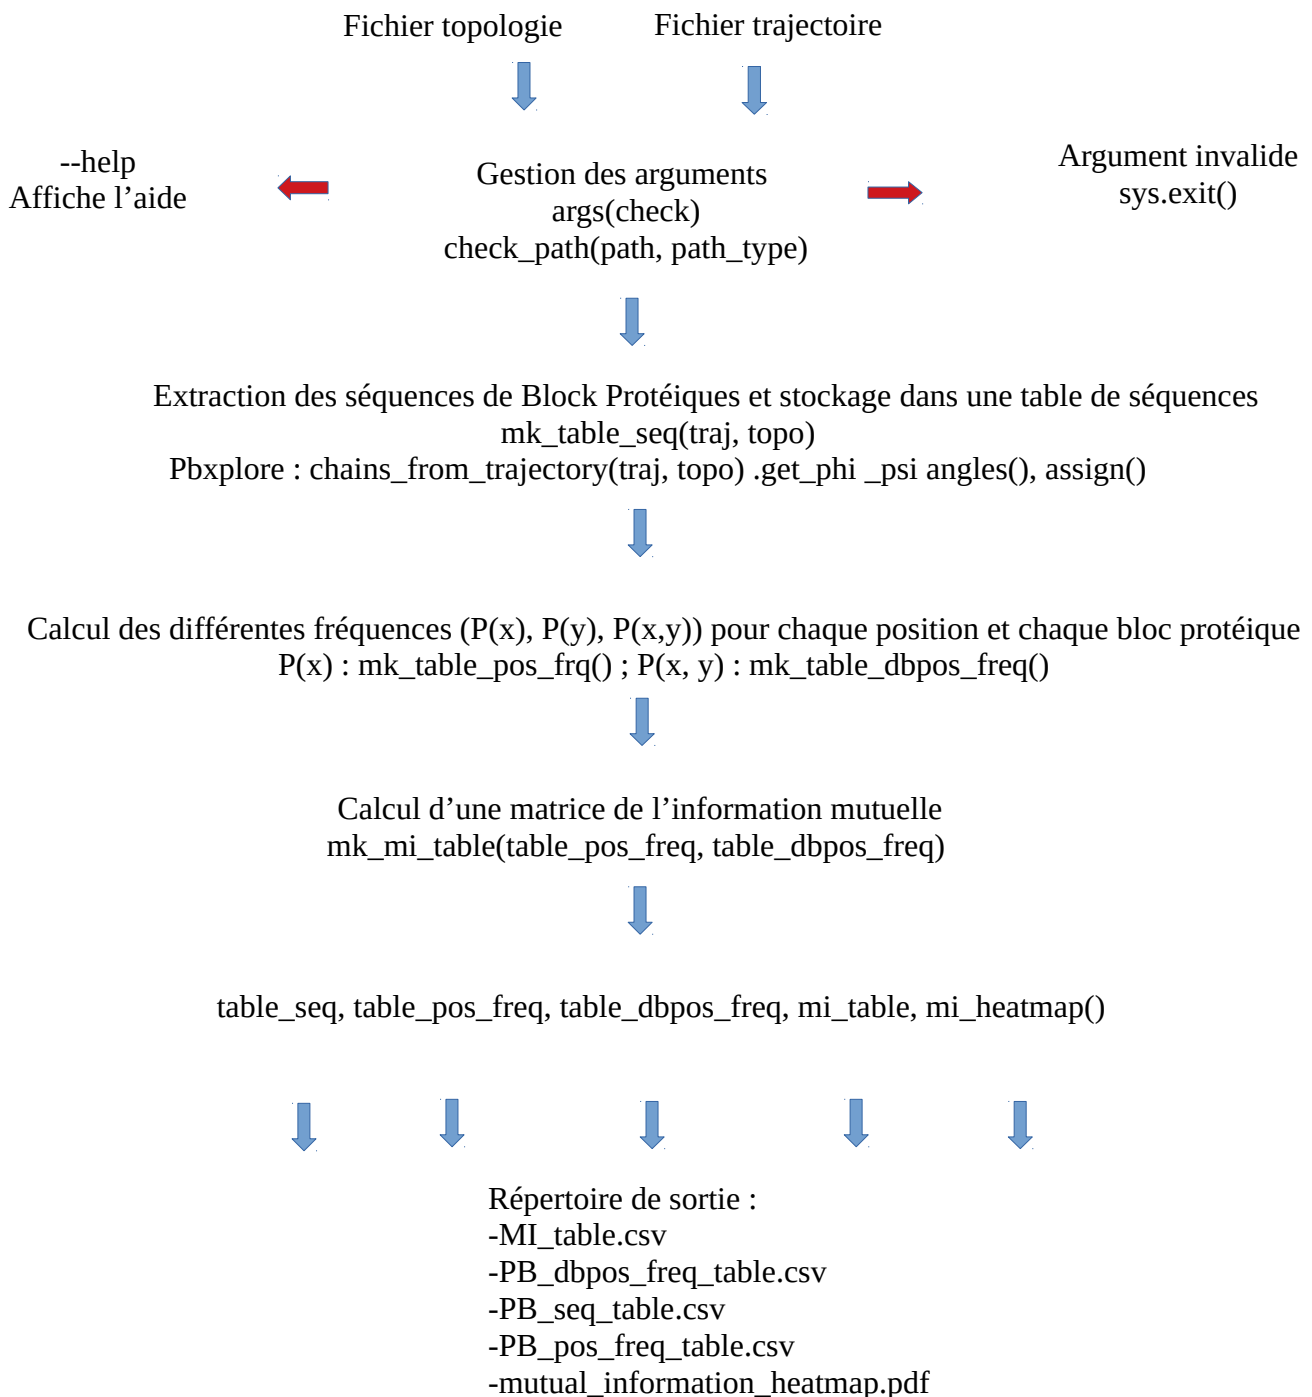 Fichier topologie
Fichier trajectoire
--help
Affiche l’aide
Gestion des arguments
args(check)
check_path(path, path_type)
Argument invalide
sys.exit()
Extraction des séquences de Block Protéiques et stockage dans une table de séquences
mk_table_seq(traj, topo)
Pbxplore : chains_from_trajectory(traj, topo) .get_phi _psi angles(), assign()
Calcul des différentes fréquences (P(x), P(y), P(x,y)) pour chaque position et chaque bloc protéique
P(x) : mk_table_pos_frq() ; P(x, y) : mk_table_dbpos_freq()
Calcul d’une matrice de l’information mutuelle
mk_mi_table(table_pos_freq, table_dbpos_freq)
table_seq, table_pos_freq, table_dbpos_freq, mi_table, mi_heatmap()
Répertoire de sortie :
-MI_table.csv
-PB_dbpos_freq_table.csv
-PB_seq_table.csv
-PB_pos_freq_table.csv
-mutual_information_heatmap.pdf